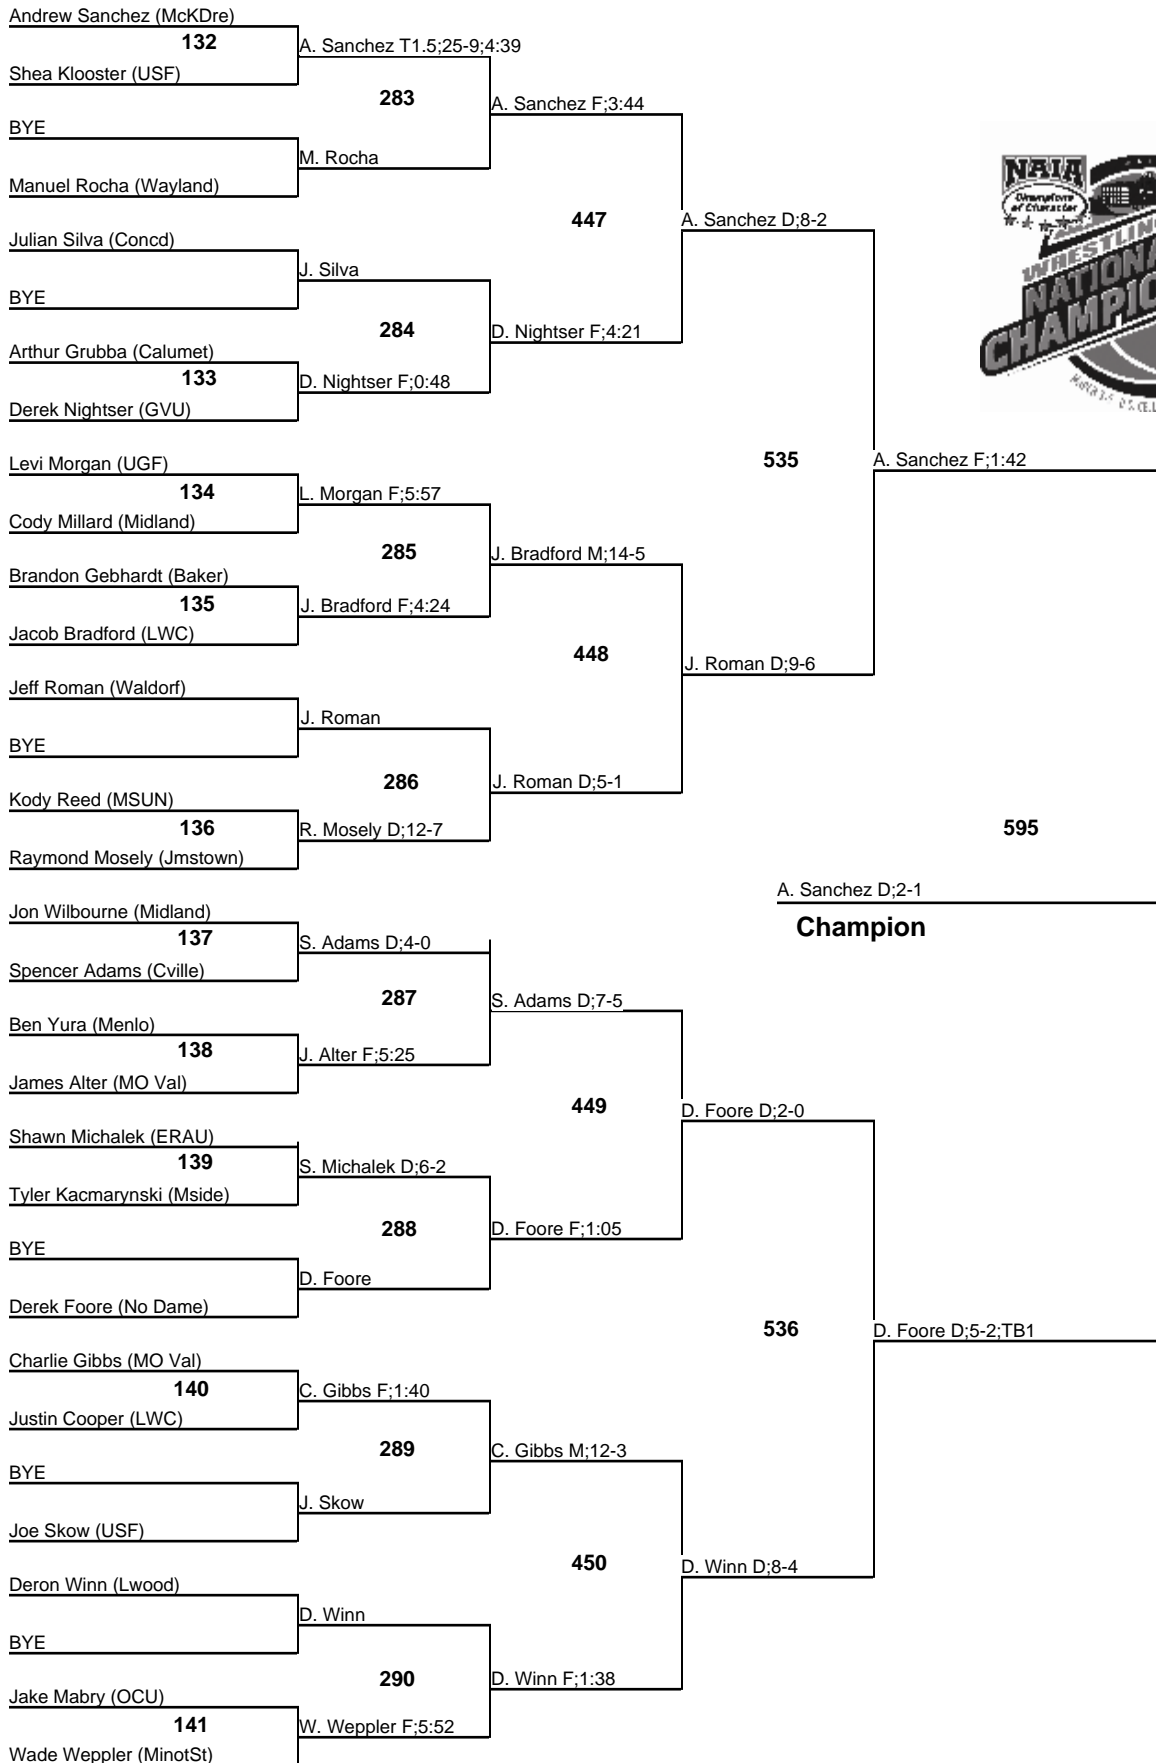 Andrew Sanchez (McKDre)
132
A. Sanchez T1.5;25-9;4:39
Shea Klooster (USF)
283
A. Sanchez F;3:44
BYE
M. Rocha
Manuel Rocha (Wayland)
NAIA
Champions
of Character
WRESTLING
NATIONA
CHAMPIO
447
A. Sanchez D;8-2
Julian Silva (Concd)
J. Silva
BYE
284
D. Nightser F;4:21
Arthur Grubba (Calumet)
133
D. Nightser F;0:48
Derek Nightser (GVU)
535
A. Sanchez F;1:42
Levi Morgan (UGF)
134
L. Morgan F;5:57
Cody Millard (Midland)
285
J. Bradford M;14-5
Brandon Gebhardt (Baker)
135
J. Bradford F;4:24
Jacob Bradford (LWC)
448
J. Roman D;9-6
Jeff Roman (Waldorf)
J. Roman
BYE
286
J. Roman D;5-1
Kody Reed (MSUN)
136
R. Mosely D;12-7
Raymond Mosely (Jmstown)
595
A. Sanchez D;2-1
Champion
Jon Wilbourne (Midland)
137
S. Adams D;4-0
Spencer Adams (Cville)
287
S. Adams D;7-5
Ben Yura (Menlo)
138
J. Alter F;5:25
James Alter (MO Val)
449
D. Foore D;2-0
Shawn Michalek (ERAU)
139
S. Michalek D;6-2
Tyler Kacmarynski (Mside)
288
D. Foore F;1:05
BYE
D. Foore
Derek Foore (No Dame)
536
D. Foore D;5-2;TB1
Charlie Gibbs (MO Val)
140
C. Gibbs F;1:40
Justin Cooper (LWC)
289
C. Gibbs M;12-3
BYE
J. Skow
Joe Skow (USF)
450
D. Winn D;8-4
Deron Winn (Lwood)
D. Winn
BYE
290
D. Winn F;1:38
Jake Mabry (OCU)
141
W. Weppler F;5:52
Wade Weppler (MinotSt)